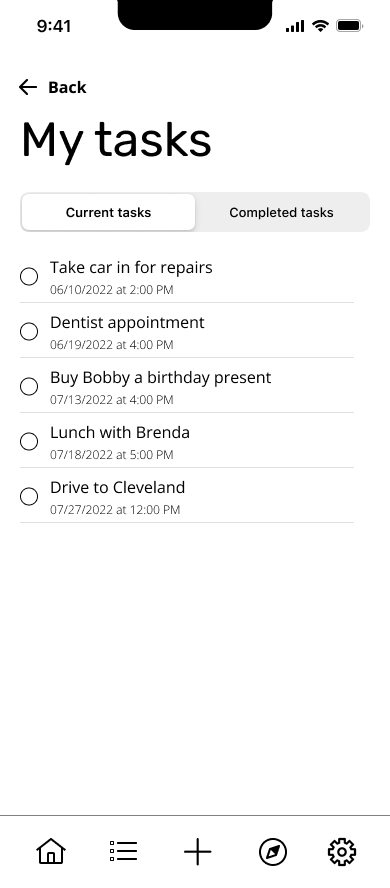 9:41
Back
My tasks
Current tasks
Completed tasks
Take car in for repairs
06/10/2022 at 2:00 PM
Dentist appointment
06/19/2022 at 4:00 PM
Buy Bobby a birthday present
07/13/2022 at 4:00 PM
Lunch with Brenda
07/18/2022 at 5:00 PM
Drive to Cleveland
07/27/2022 at 12:00 PM